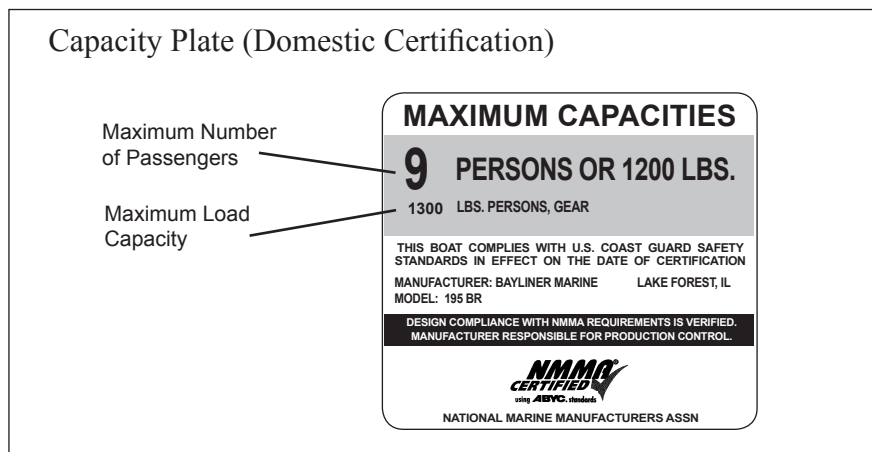 Capacity Plate (Domestic Certification)
Maximum Number
of Passengers
Maximum Load
Capacity
MAXIMUM CAPACITIES
9 PERSONS OR 1200 LBS.
1300 LBS. PERSONS, GEAR
THIS BOAT COMPLIES WITH U.S. COAST GUARD SAFETY
STANDARDS IN EFFECT ON THE DATE OF CERTIFICATION
MANUFACTURER: BAYLINER MARINE LAKE FOREST, IL
MODEL: 195 BR
DESIGN COMPLIANCE WITH NMMA REQUIREMENTS IS VERIFIED.
MANUFACTURER RESPONSIBLE FOR PRODUCTION CONTROL.
NMMA®
CERTIFIED
using ABYC. standards
NATIONAL MARINE MANUFACTURERS ASSN